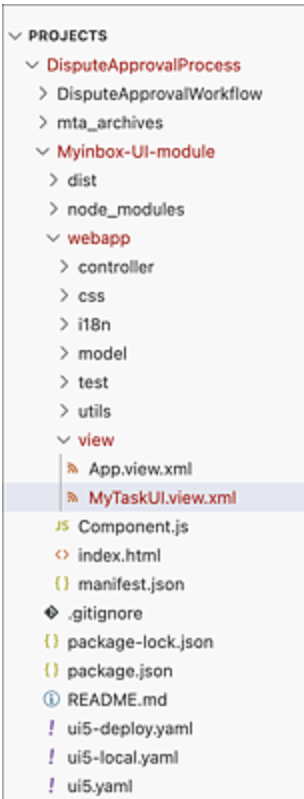 PROJECTS
DisputeApprovalProcess
DisputeApprovalWorkflow
mta_archives
Myinbox-UI-module
dist
node_modules
webapp
controller
css
i18n
model
test
utils
view
App.view.xml
MyTaskUI.view.xml
JS Component.js
<> index.html
{} manifest.json
.gitignore
{} package-lock.json
{} package.json
README.md
! ui5-deploy.yaml
! ui5-local.yaml
! ui5.yaml